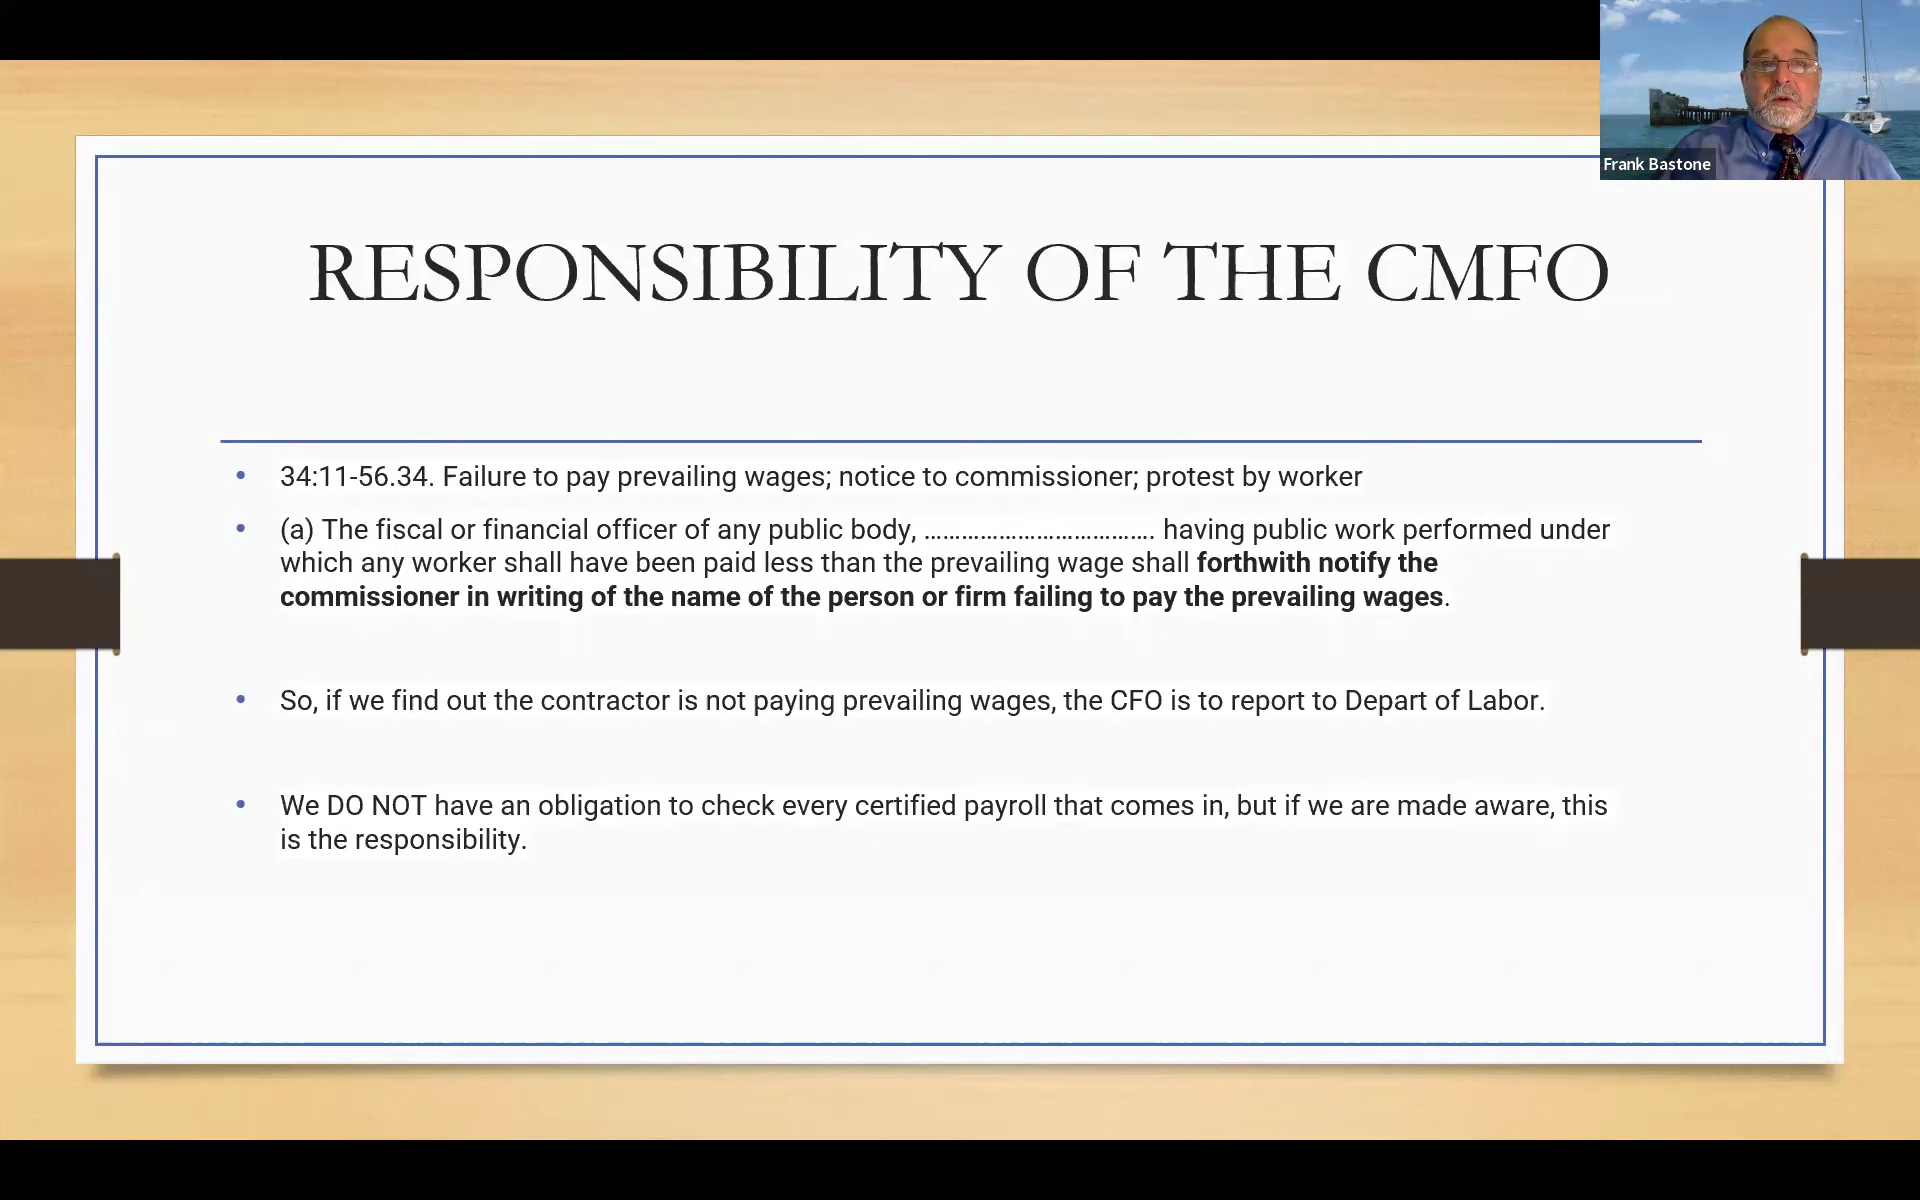 Frank Bastone
RESPONSIBILITY OF THE CMFO
• 34:11-56.34. Failure to pay prevailing wages; notice to commissioner; protest by worker
• (a) The fiscal or financial officer of any public body, ………………………………. having public work performed under
which any worker shall have been paid less than the prevailing wage shall forthwith notify the
commissioner in writing of the name of the person or firm failing to pay the prevailing wages.
• So, if we find out the contractor is not paying prevailing wages, the CFO is to report to Depart of Labor.
• We DO NOT have an obligation to check every certified payroll that comes in, but if we are made aware, this
is the responsibility.